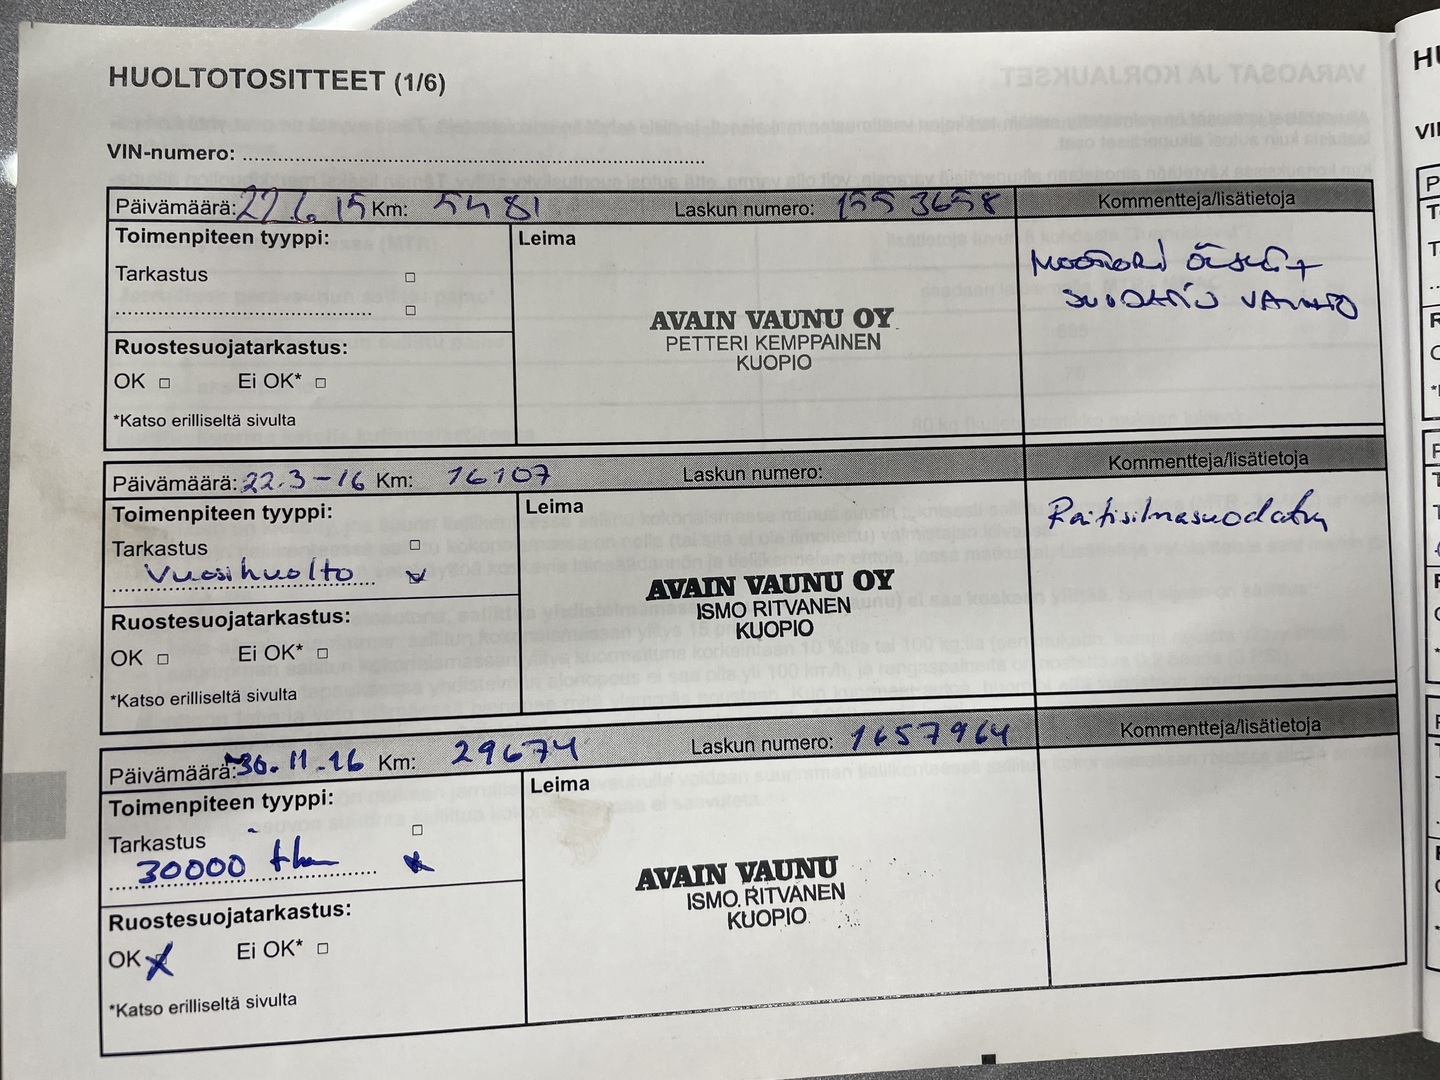 HUOLTOTOSITTEET (1/6)
VIN-numero:
Päivämäärä: 22.6.15 Km: 5481 Laskun numero: 1553658 Kommentteja/lisätietoja
Toimenpiteen tyyppi:
Leima
Tarkastus
Ruostesuojatarkastus:
OK Ei OK*
*Katso erilliseltä sivulta
AVAIN VAUNU OY
PETTERI KEMPPAINEN
KUOPIO
MOOTTORI ÖLJY +
SUODATIN VAIHTO
Päivämäärä: 22.3-16 Km: 16107 Laskun numero: Kommentteja/lisätietoja
Toimenpiteen tyyppi:
Leima
Tarkastus
Vuosihuolto
Ruostesuojatarkastus:
OK Ei OK*
*Katso erilliseltä sivulta
AVAIN VAUNU OY
ISMO RITVANEN
KUOPIO
Raitisilmasuodatin
Päivämäärä: 30.11.16 Km: 29674 Laskun numero: 1657964 Kommentteja/lisätietoja
Toimenpiteen tyyppi:
Leima
Tarkastus
30000 tkm
Ruostesuojatarkastus:
OK Ei OK*
*Katso erilliseltä sivulta
AVAIN VAUNU
ISMO RITVANEN
KUOPIO